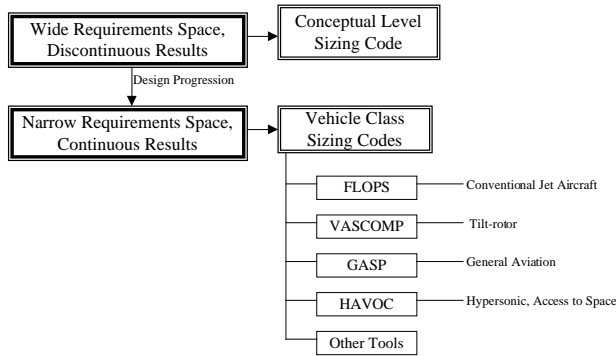 Wide Requirements Space,
Discontinuous Results
Conceptual Level
Sizing Code
Design Progression
Narrow Requirements Space,
Continuous Results
Vehicle Class
Sizing Codes
FLOPS
Conventional Jet Aircraft
VASCOMP
Tilt-rotor
GASP
General Aviation
HAVOC
Hypersonic, Access to Space
Other Tools